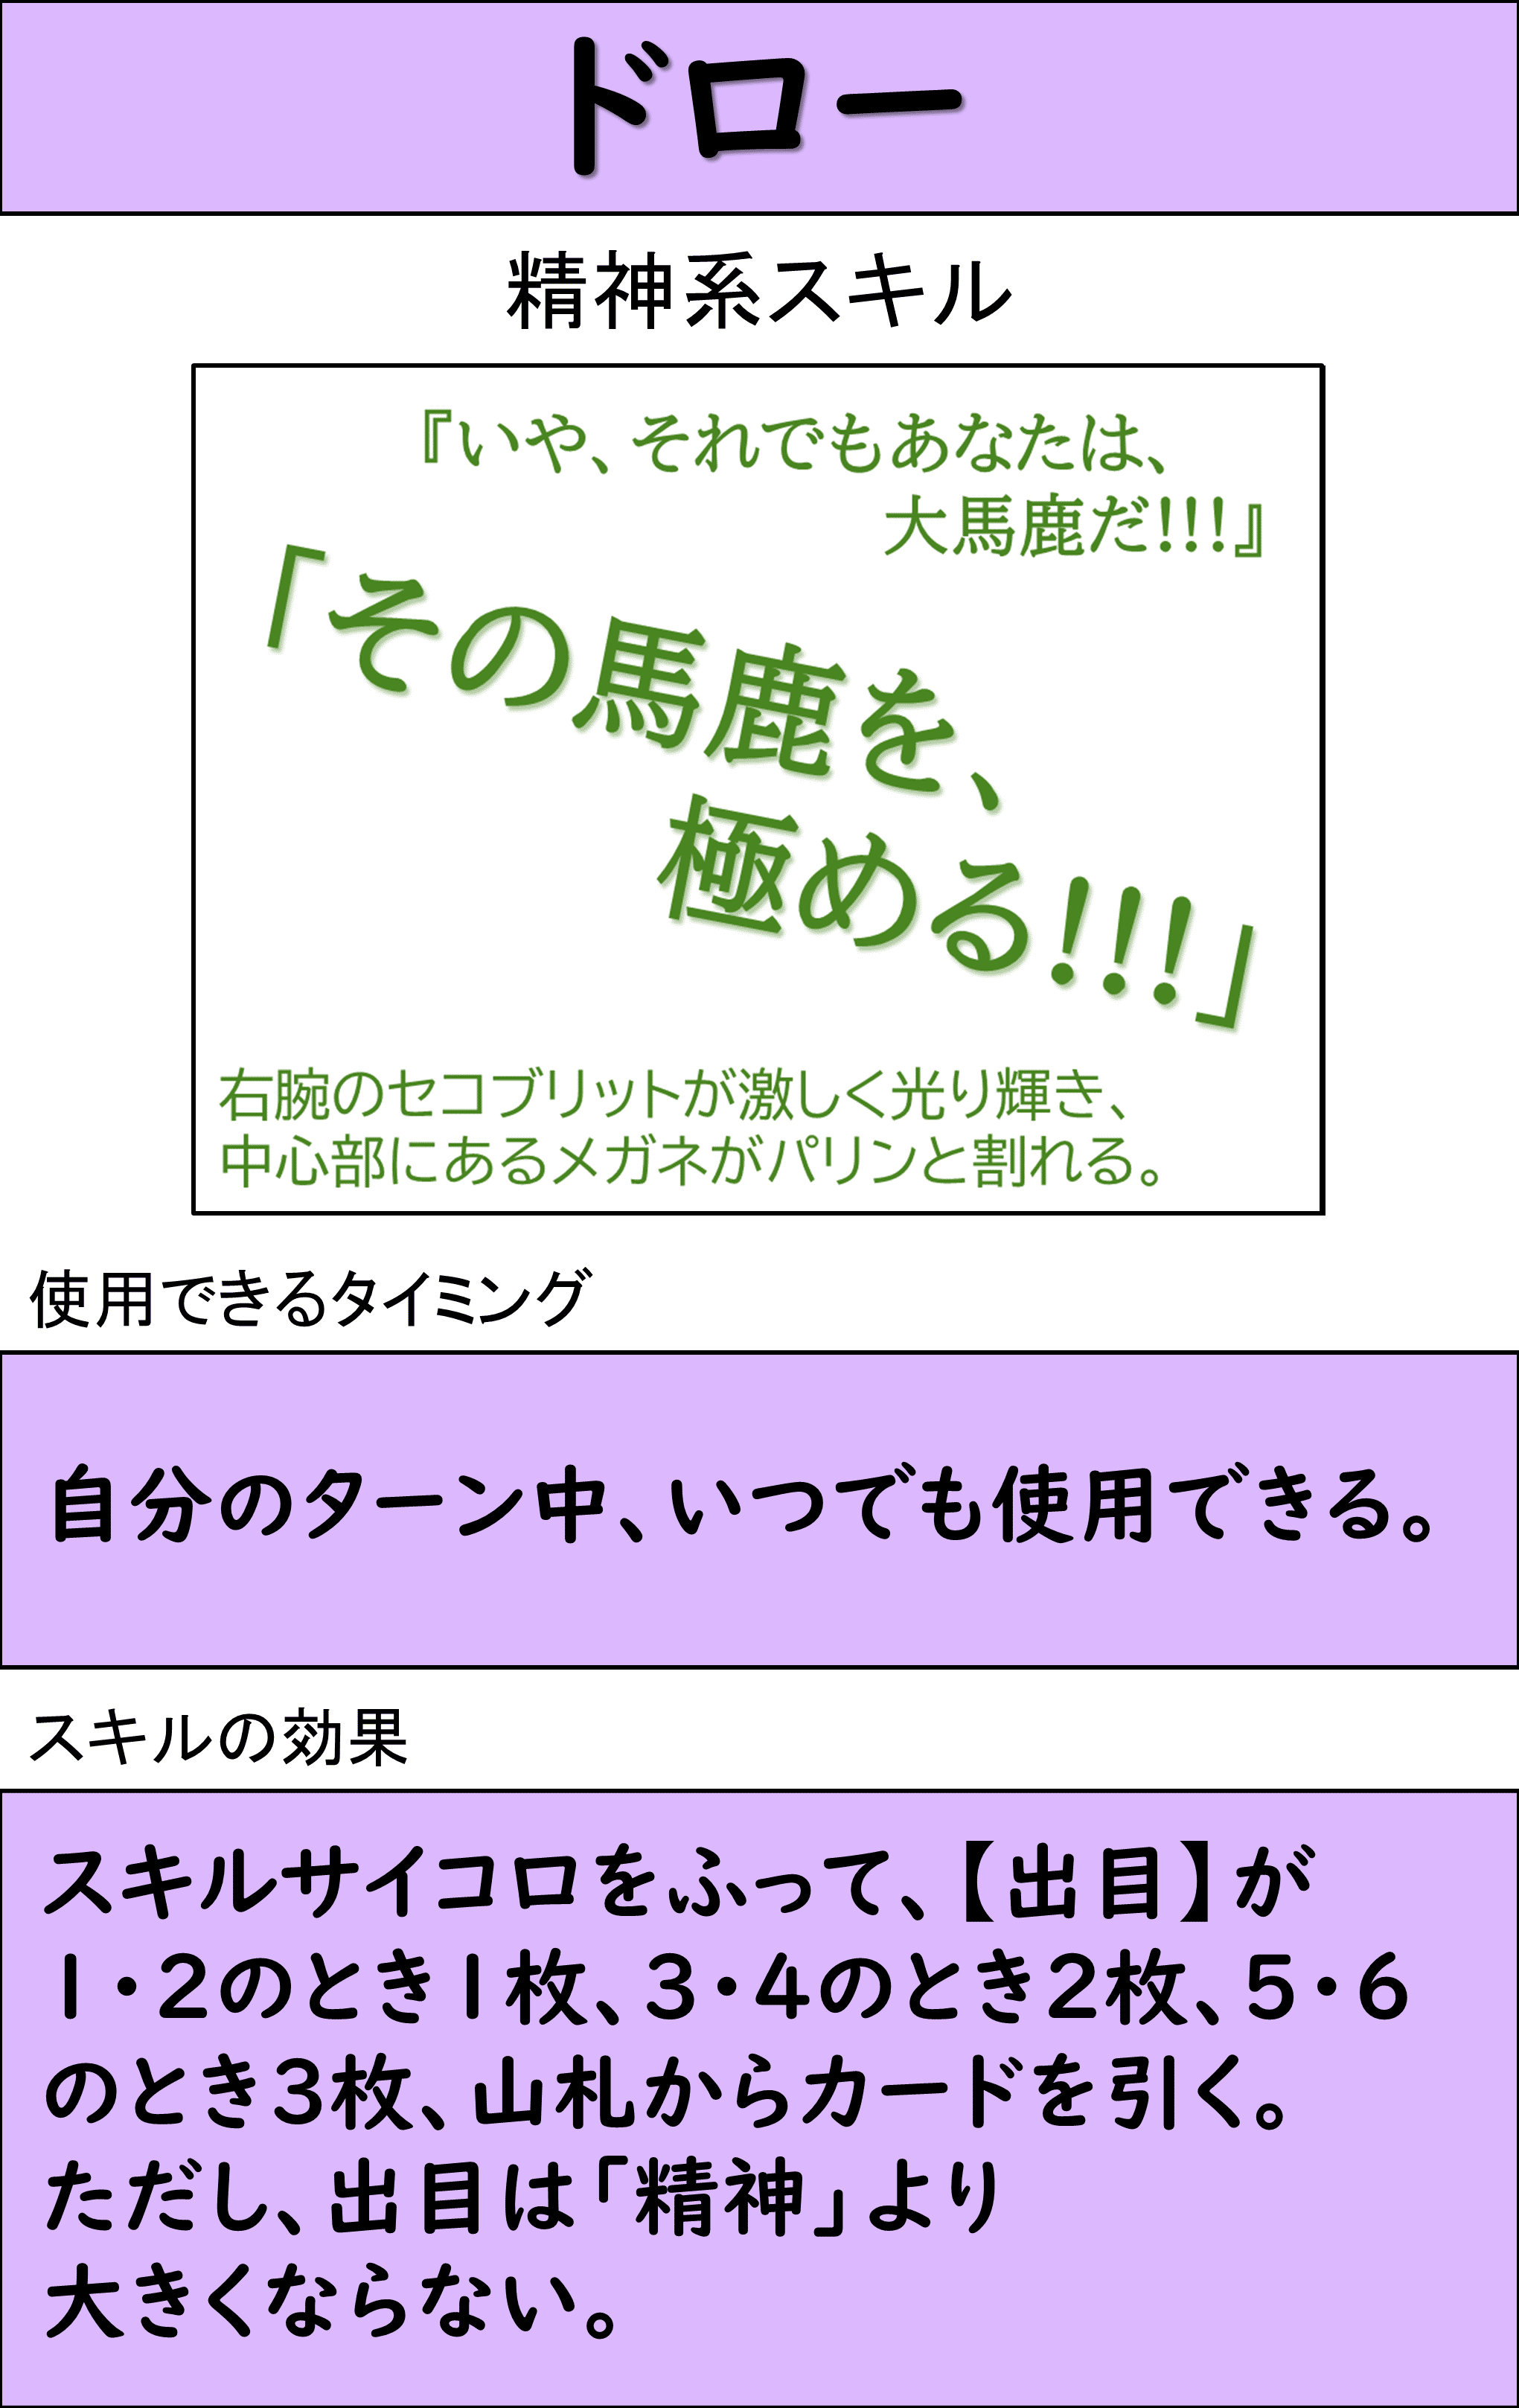 ドロー
精神系スキル
『いや、それでもあなたは、
大馬鹿だ!!!』
「その馬鹿を、
極める!!!」
右腕のセコブリットが激しく光り輝き、
中心部にあるメガネがパリンと割れる。
使用できるタイミング
自分のターン中、いつでも使用できる。
スキルの効果
スキルサイコロをふって、【出目】が
1・2のとき1枚、3・4のとき2枚、5・6
のとき3枚、山札からカードを引く。
ただし、出目は「精神」より
大きくならない。